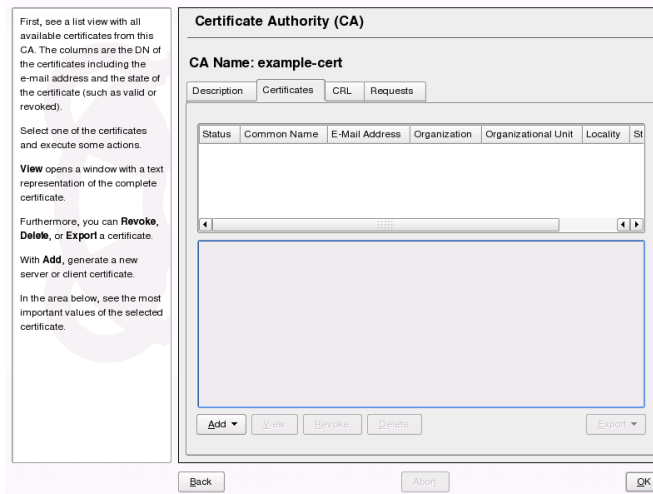 First, see a list view with all
available certificates from this
CA. The columns are the DN of
the certificates including the
e-mail address and the state of
the certificate (such as valid or
revoked).
Select one of the certificates
and execute some actions.
View opens a window with a text
representation of the complete
certificate.
Furthermore, you can Revoke,
Delete, or Export a certificate.
With Add, generate a new
server or client certificate.
In the area below, see the most
important values of the selected
certificate.
Certificate Authority (CA)
CA Name: example-cert
Description Certificates CRL Requests
Status Common Name E-Mail Address Organization Organizational Unit Locality St
Add View Revoke Delete Export
Back Abort OK